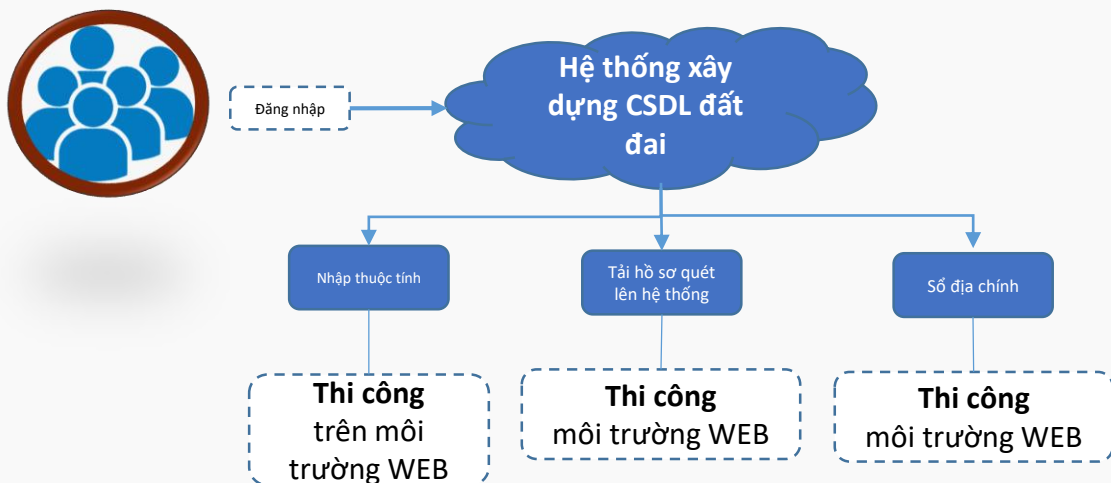 Hệ thống xây
dựng CSDL đất
đai
Đăng nhập
Nhập thuộc tính
Tải hồ sơ quét
lên hệ thống
Sổ địa chính
Thi công
trên môi
trường WEB
Thi công
môi trường WEB
Thi công
môi trường WEB